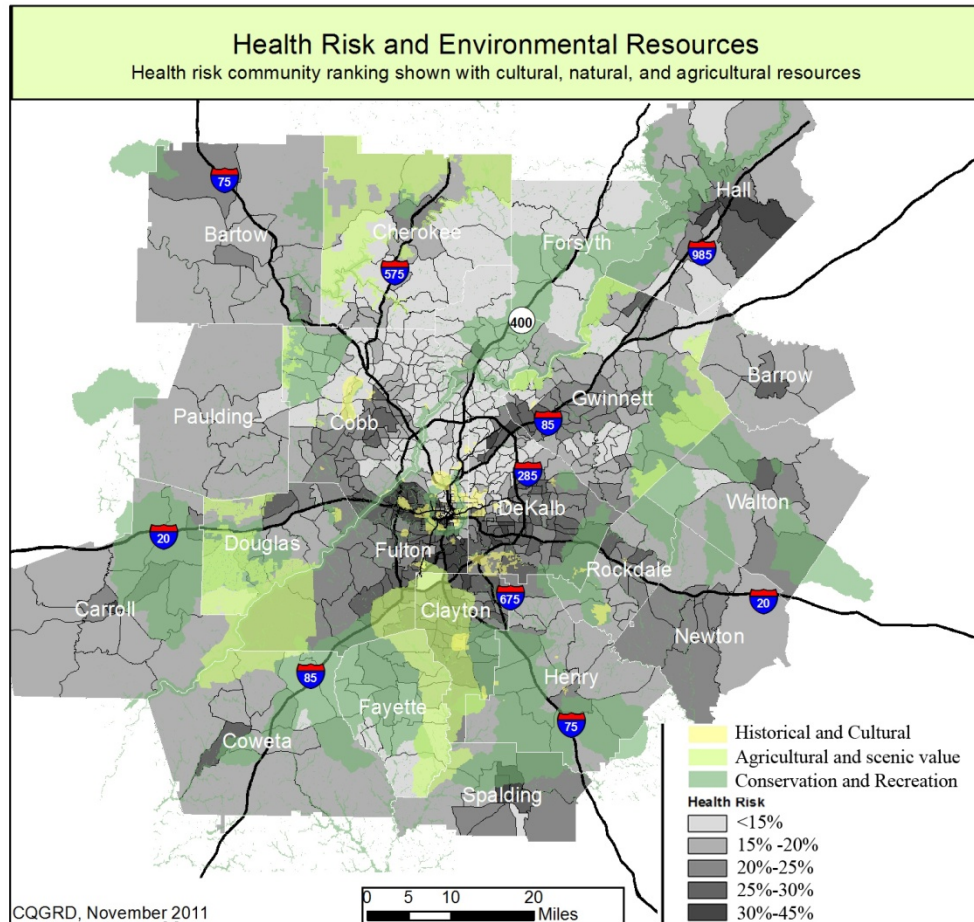 Health Risk and Environmental Resources
Health risk community ranking shown with cultural, natural, and agricultural resources
75
Hall
Bartow
Cherokee
Forsyth
985
575
400
Barrow
Paulding
Cobb
Gwinnett
85
285
Walton
DeKalb
20
Douglas
Fulton
Rockdale
Carroll
Clayton
675
20
Newton
85
Henry
Fayette
75
Coweta
Spalding
Historical and Cultural
Agricultural and scenic value
Conservation and Recreation
Health Risk
<15%
15% -20%
20%-25%
25%-30%
30%-45%
0 5 10 20
Miles
CQGRD, November 2011